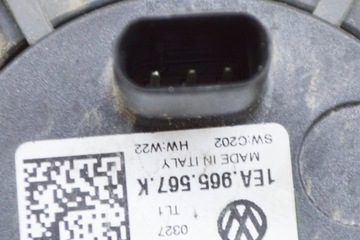 0327
TL1
1EA.965.567.K
MADE IN ITALY
SW:C202 HW:W22